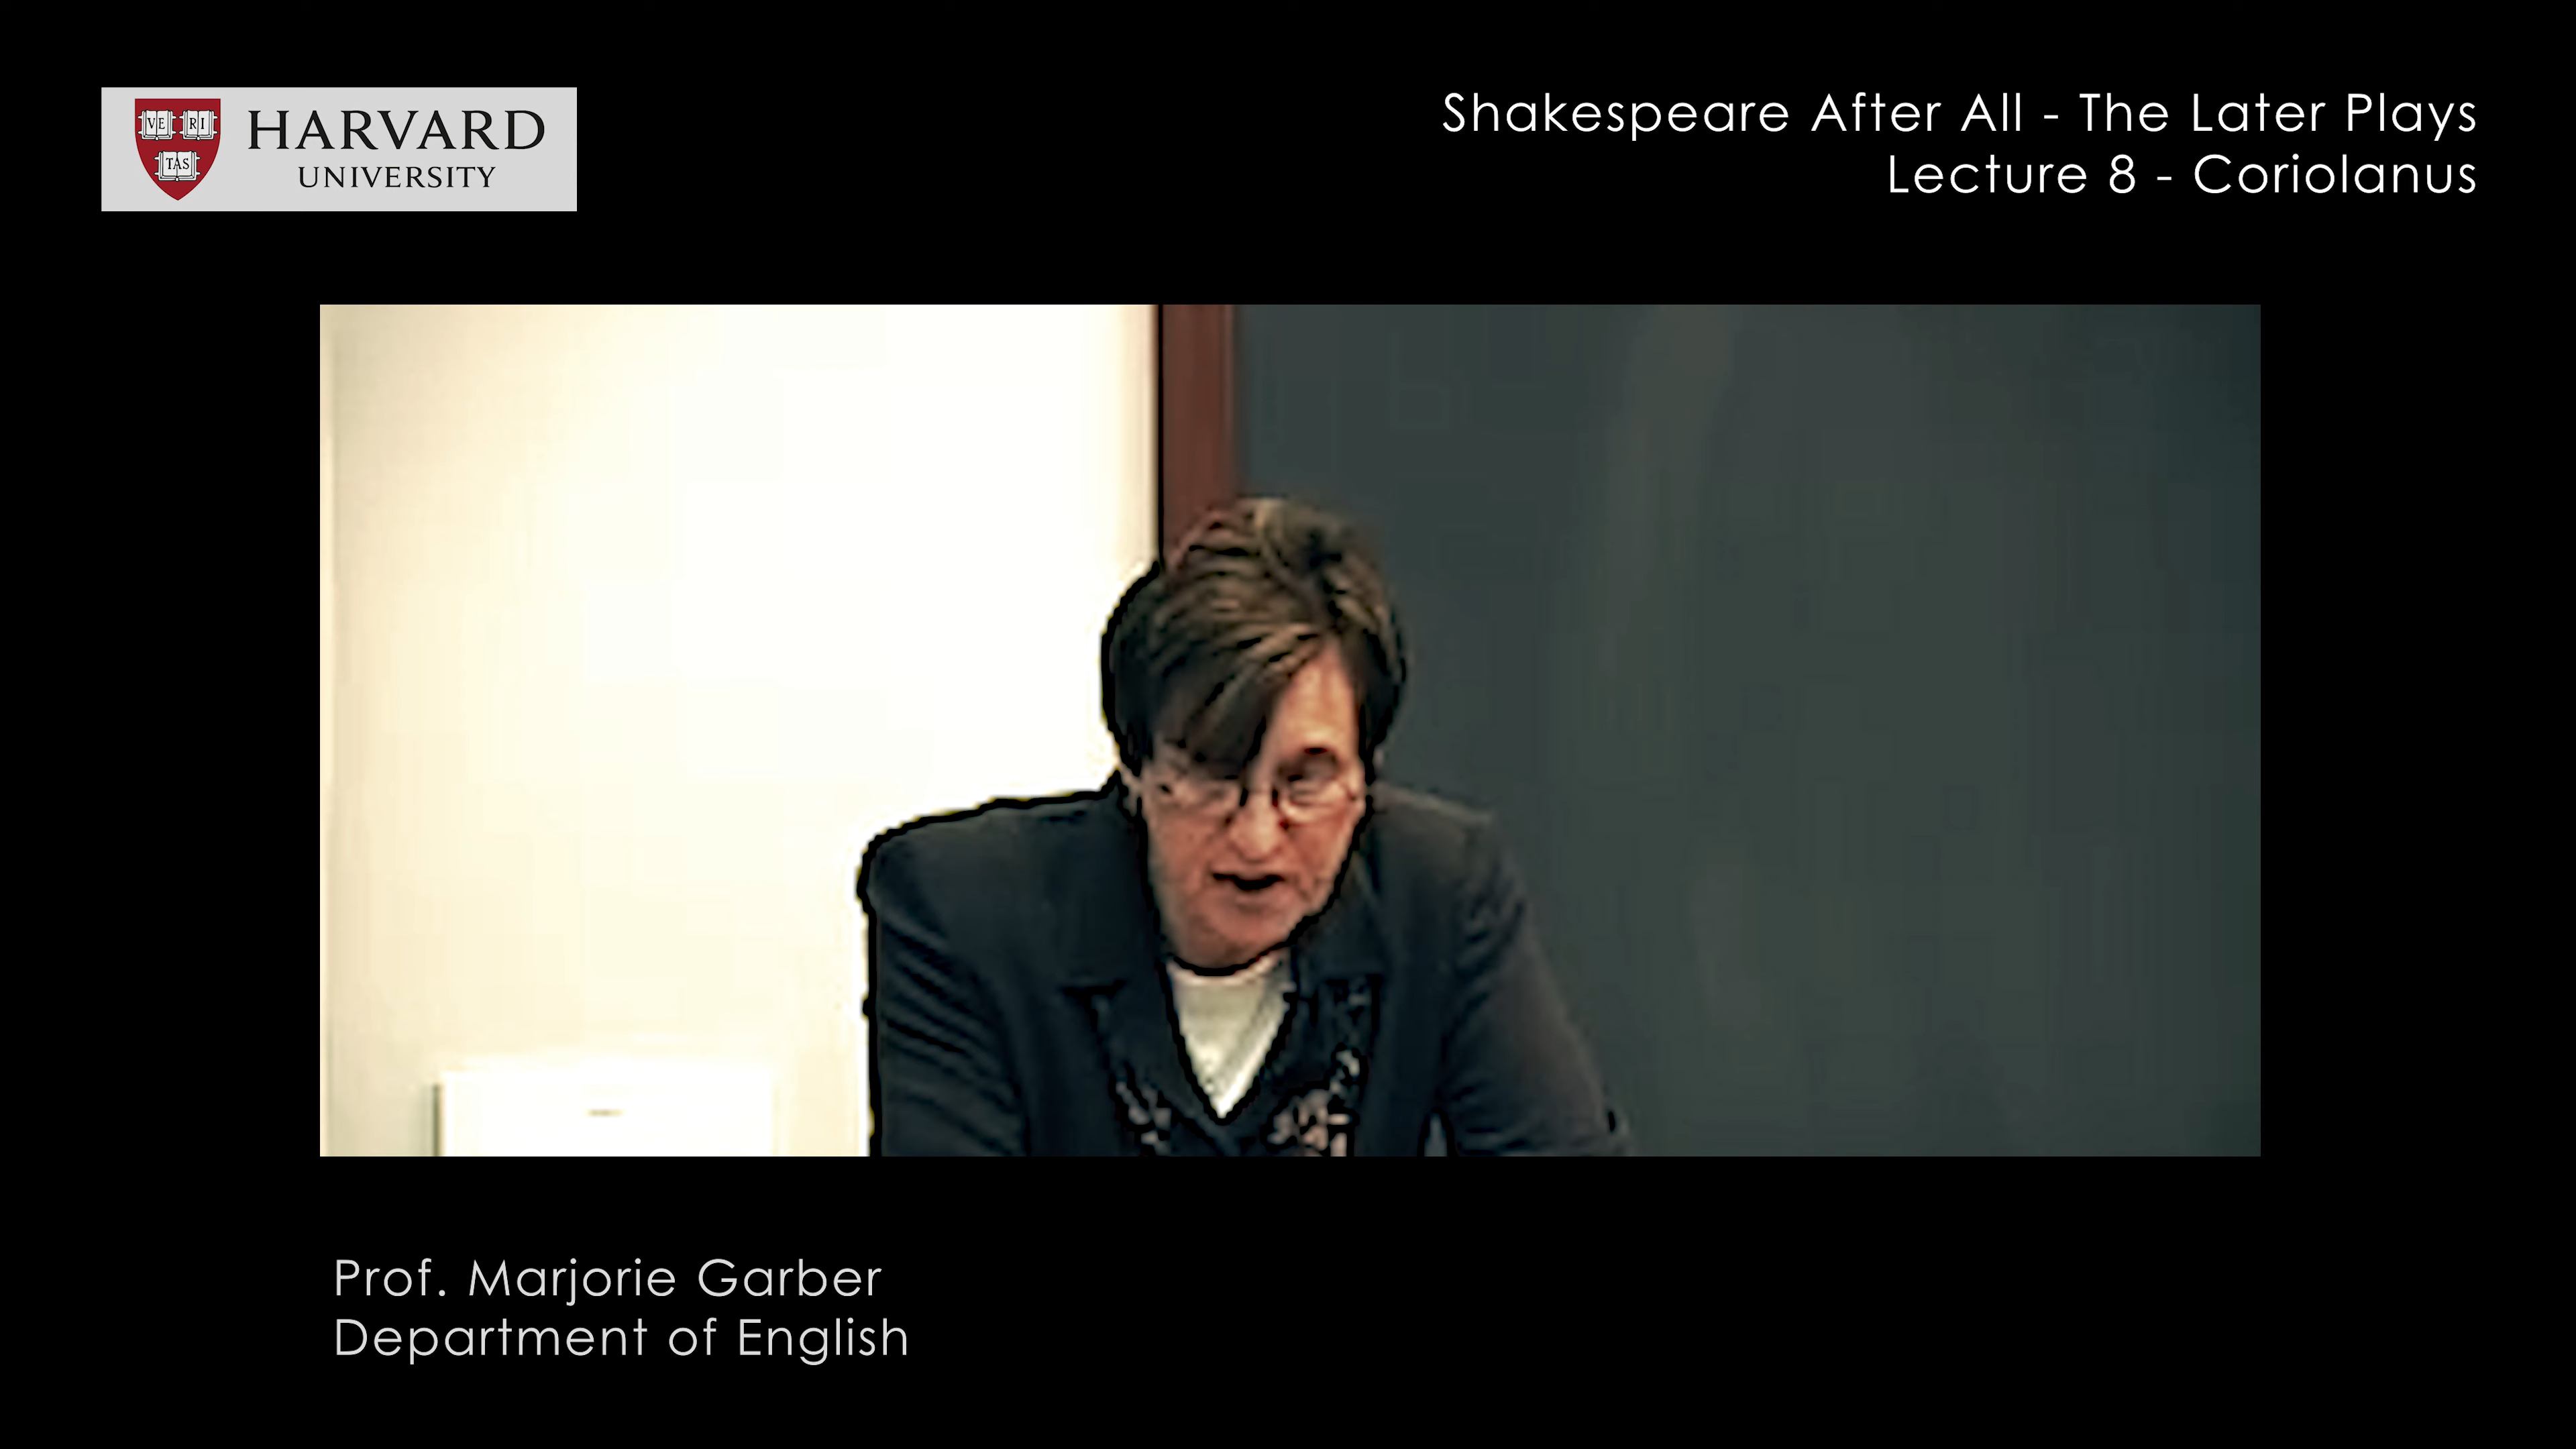 VE RI
TAS
HARVARD
UNIVERSITY
Shakespeare After All - The Later Plays
Lecture 8 - Coriolanus
Prof. Marjorie Garber
Department of English